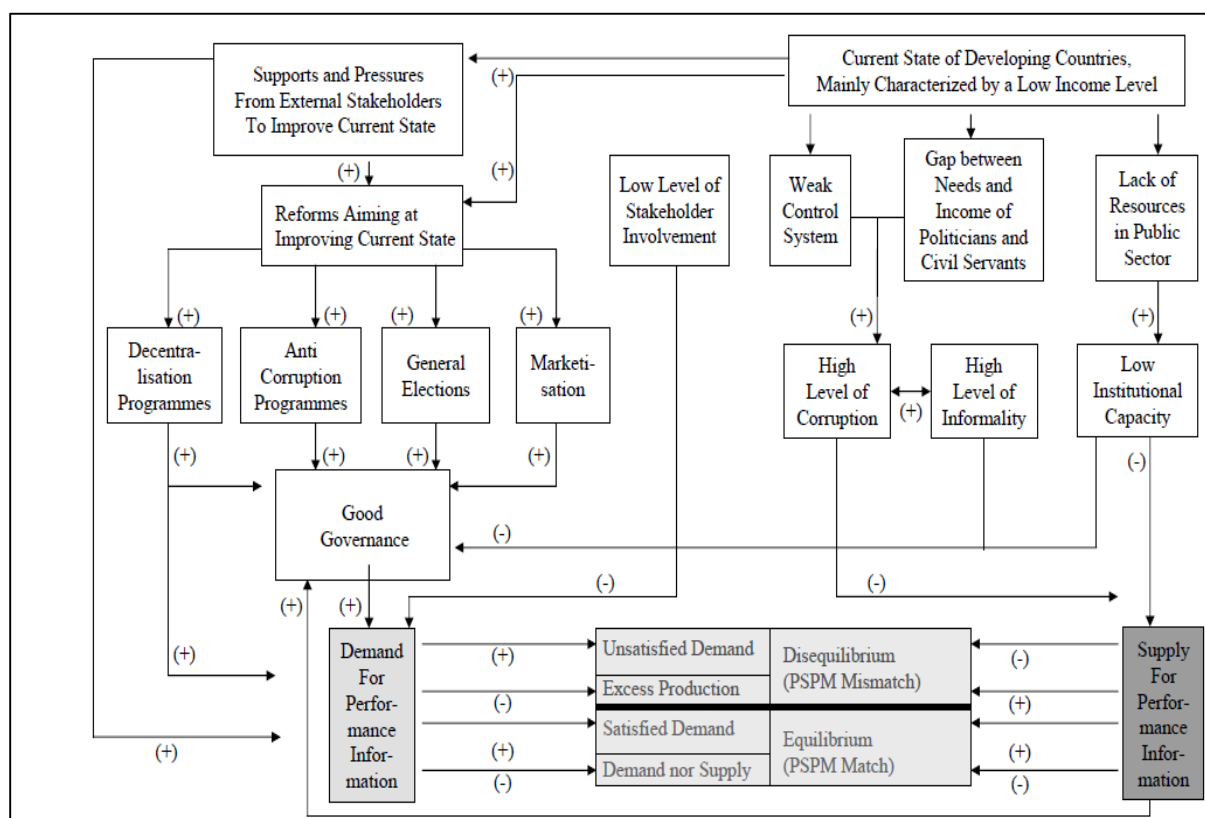 Supports and Pressures
From External Stakeholders
To Improve Current State
(+)
Current State of Developing Countries,
Mainly Characterized by a Low Income Level
(+)
(+)
Reforms Aiming at
Improving Current State
Low Level of
Stakeholder
Involvement
Weak
Control
System
Gap between
Needs and
Income of
Politicians and
Civil Servants
Lack of
Resources
in Public
Sector
(+)
(+)
(+)
(+)
(+)
(+)
Decentra-
lisation
Programmes
Anti
Corruption
Programmes
General
Elections
Marketi-
sation
High
Level of
Corruption
(+)
High
Level of
Informality
Low
Institutional
Capacity
(+)
(+)
(+)
(+)
(-)
Good
Governance
(-)
(+)
(+)
(-)
(-)
(+)
Demand
For
Perfor-
mance
Infor-
mation
(+)
(-)
(+)
(-)
Unsatisfied Demand
Excess Production
Disequilibrium
(PSPM Mismatch)
Satisfied Demand
Demand nor Supply
Equilibrium
(PSPM Match)
(-)
(+)
(+)
(-)
Supply
For
Perfor-
mance
Infor-
mation
(+)